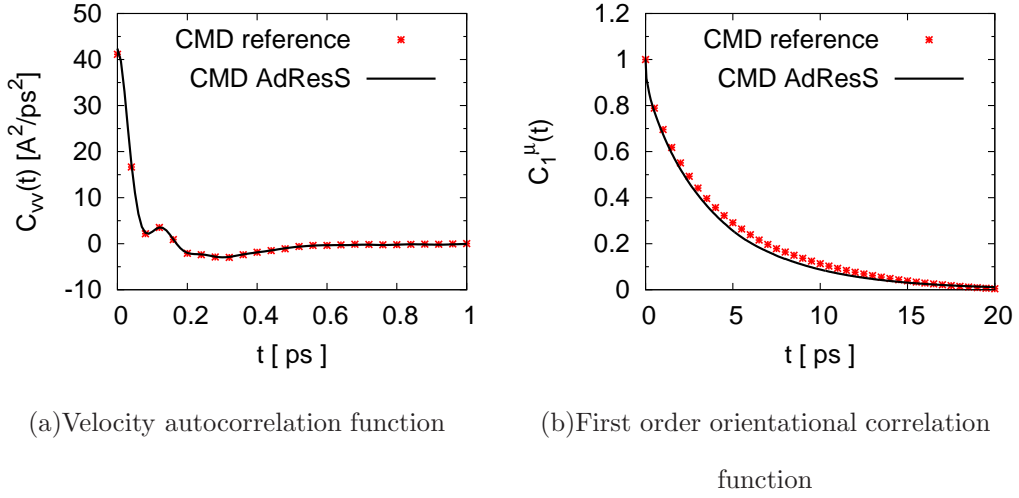 50
40
30
20
10
0
-10
C_vv(t) [A^2/ps^2]
CMD reference
CMD AdResS
0 0.2 0.4 0.6 0.8 1
t [ ps ]
1.2
1
0.8
0.6
0.4
0.2
0
C_1^μ(t)
CMD reference
CMD AdResS
0 5 10 15 20
t [ ps ]
(a)Velocity autocorrelation function
(b)First order orientational correlation
function